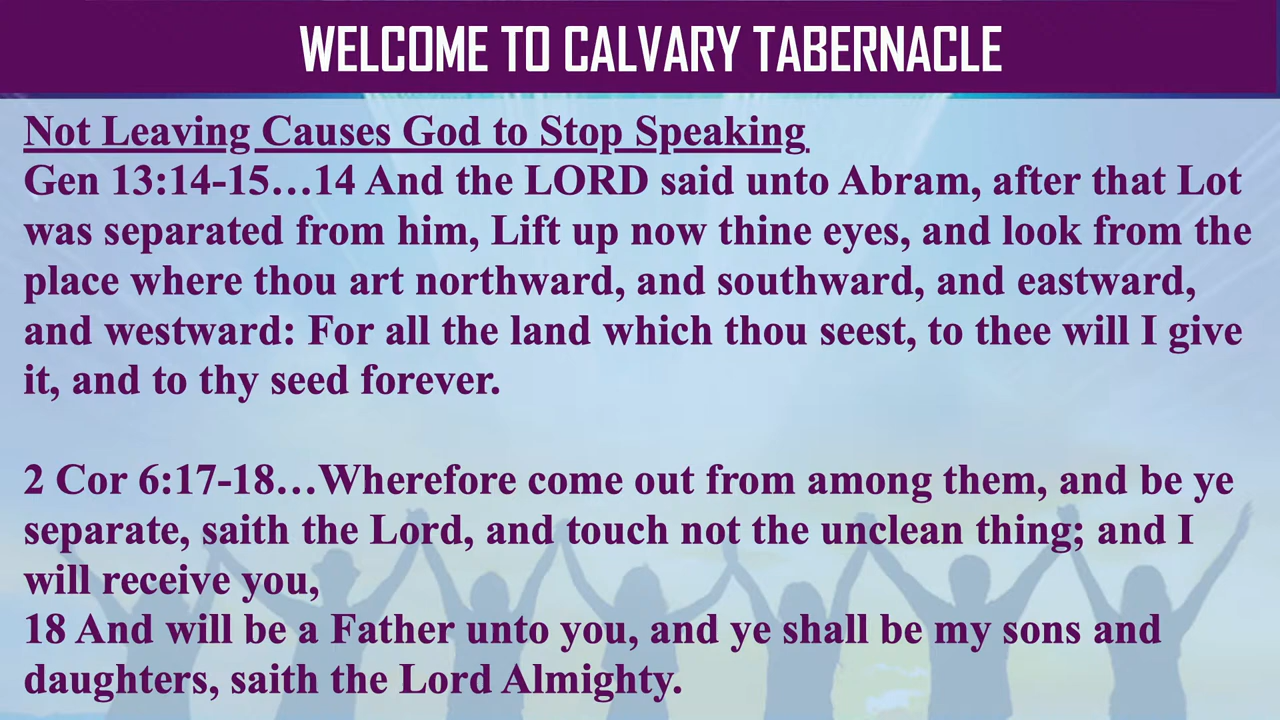 WELCOME TO CALVARY TABERNACLE
Not Leaving Causes God to Stop Speaking
Gen 13:14-15…14 And the LORD said unto Abram, after that Lot
was separated from him, Lift up now thine eyes, and look from the
place where thou art northward, and southward, and eastward,
and westward: For all the land which thou seest, to thee will I give
it, and to thy seed forever.
2 Cor 6:17-18…Wherefore come out from among them, and be ye
separate, saith the Lord, and touch not the unclean thing; and I
will receive you,
18 And will be a Father unto you, and ye shall be my sons and
daughters, saith the Lord Almighty.